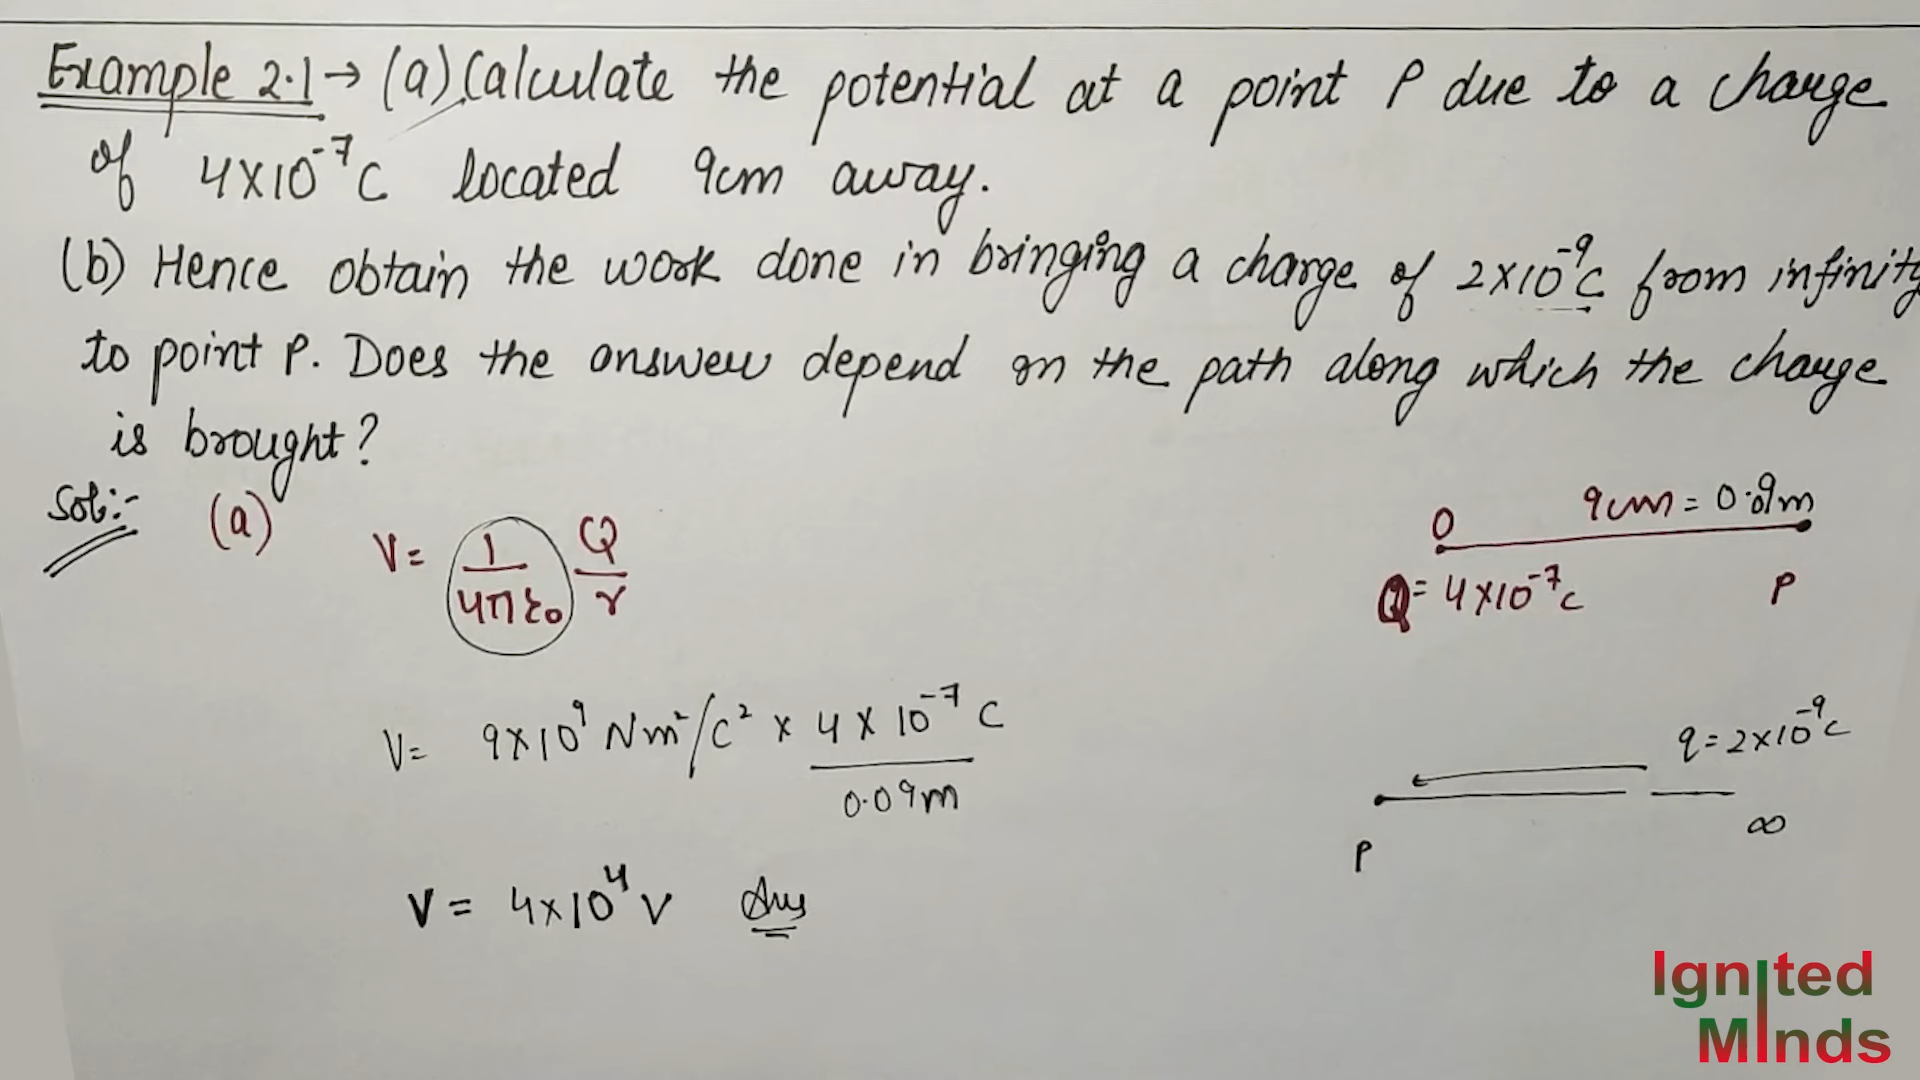 Example 2.1→ (a) Calculate the potential at a point P due to a charge
of 4×10⁻⁷C located 9cm away.
(b) Hence obtain the work done in bringing a charge of 2×10⁻⁹C from infinity
to point P. Does the answer depend on the path along which the charge
is brought?
Sol:- (a)
V = 1/4πε₀ Q/r
O 9cm = 0.09m
Q = 4×10⁻⁷C P
V = 9×10⁹ Nm²/C² × 4×10⁻⁷ C / 0.09m
q = 2×10⁻⁹C
P ∞
V = 4×10⁴ V Ans
Ignited
Minds